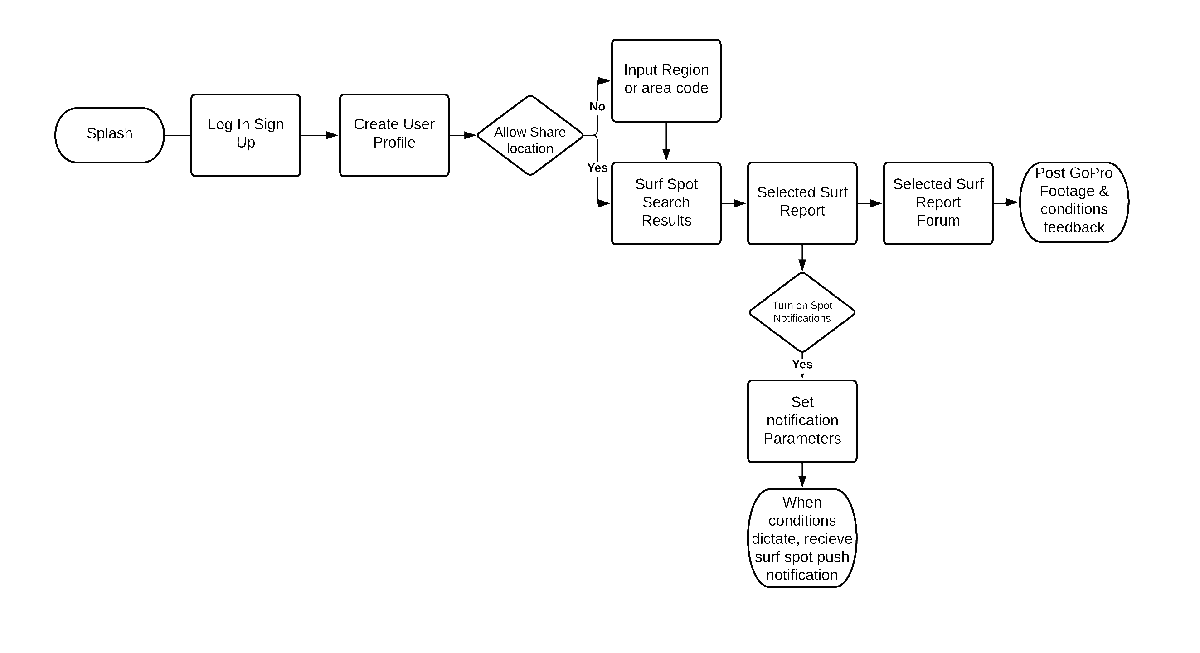 Splash
Log In Sign
Up
Create User
Profile
Allow Share
location
No
Yes
Input Region
or area code
Surf Spot
Search
Results
Selected Surf
Report
Selected Surf
Report
Forum
Post GoPro
Footage &
conditions
feedback
Turn on Spot
Notifications
Yes
Set
notification
Parameters
When
conditions
dictate, recieve
surf spot push
notification